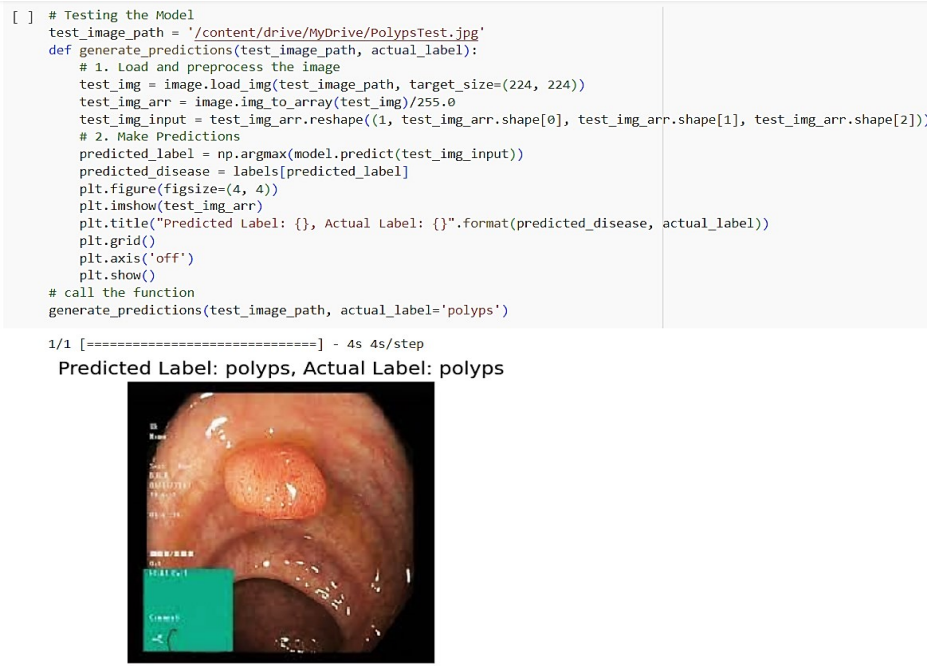 [ ] # Testing the Model
test_image_path = '/content/drive/MyDrive/PolypsTest.jpg'
def generate_predictions(test_image_path, actual_label):
    # 1. Load and preprocess the image
    test_img = image.load_img(test_image_path, target_size=(224, 224))
    test_img_arr = image.img_to_array(test_img)/255.0
    test_img_input = test_img_arr.reshape((1, test_img_arr.shape[0], test_img_arr.shape[1], test_img_arr.shape[2]))
    # 2. Make Predictions
    predicted_label = np.argmax(model.predict(test_img_input))
    predicted_disease = labels[predicted_label]
    plt.figure(figsize=(4, 4))
    plt.imshow(test_img_arr)
    plt.title("Predicted Label: {}, Actual Label: {}".format(predicted_disease, actual_label))
    plt.grid()
    plt.axis('off')
    plt.show()
# call the function
generate_predictions(test_image_path, actual_label='polyps')
1/1 [==============================] - 4s 4s/step
Predicted Label: polyps, Actual Label: polyps